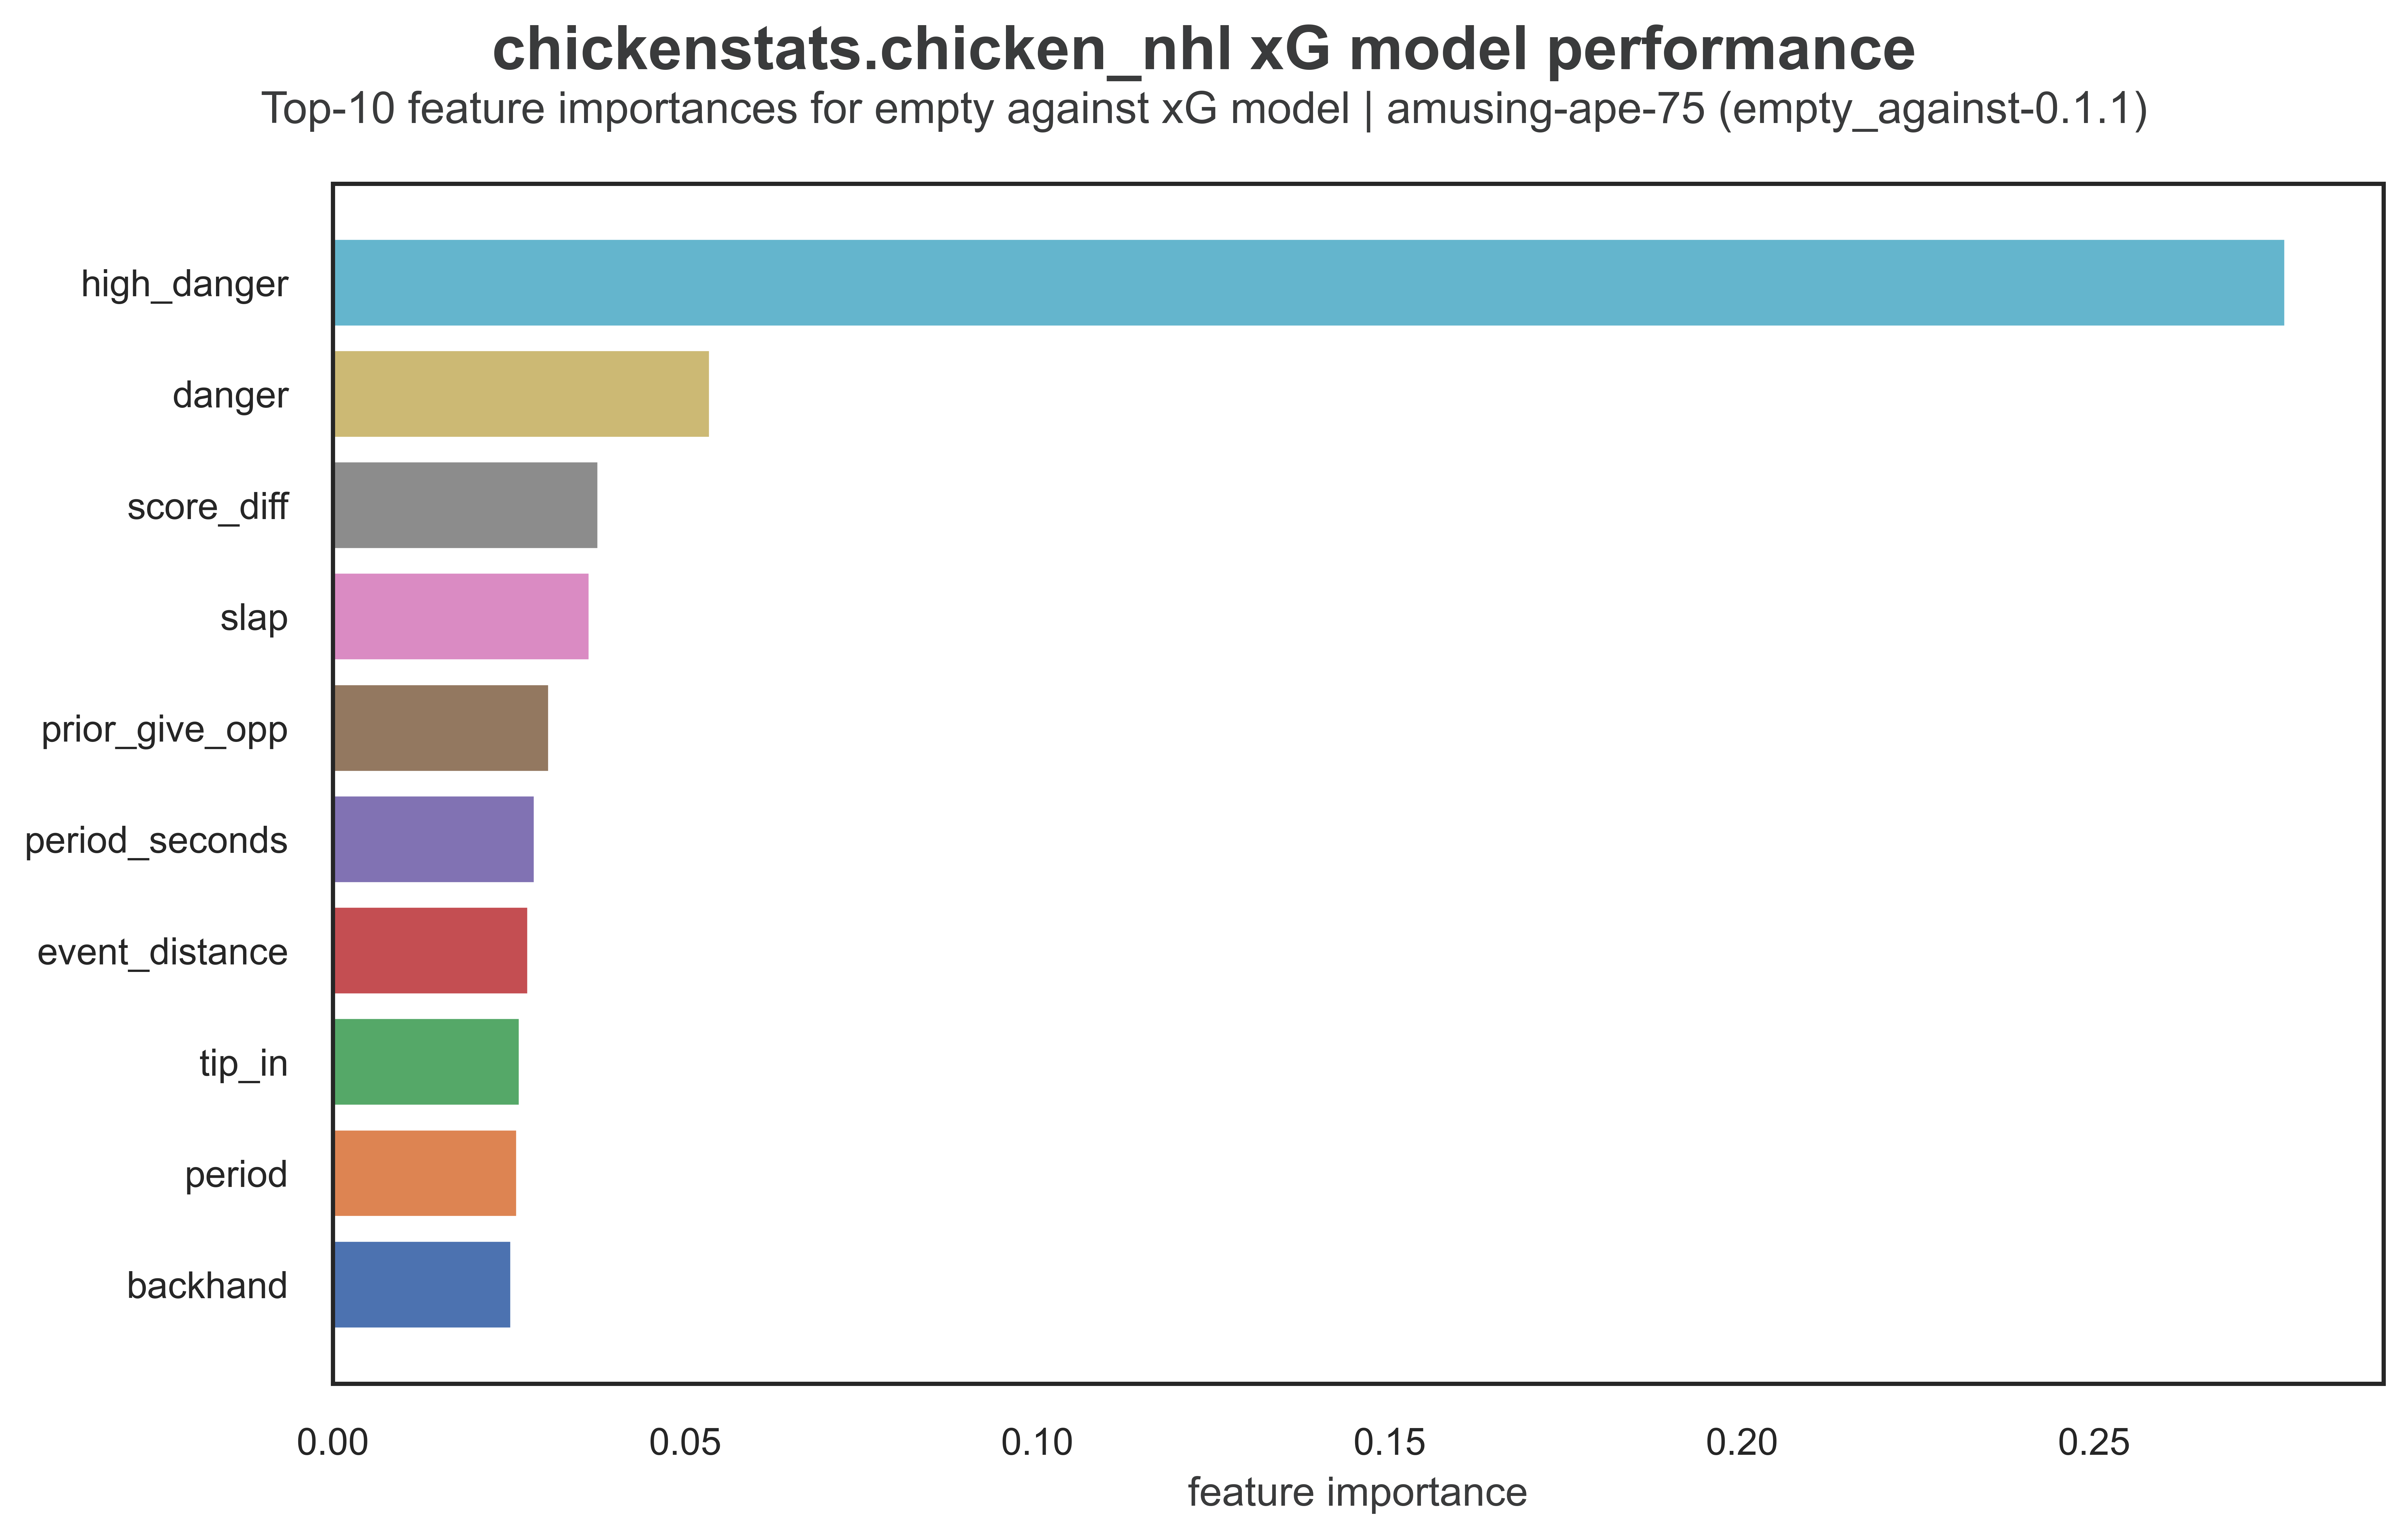 chickenstats.chicken_nhl xG model performance
Top-10 feature importances for empty against xG model | amusing-ape-75 (empty_against-0.1.1)
high_danger
danger
score_diff
slap
prior_give_opp
period_seconds
event_distance
tip_in
period
backhand
0.00 0.05 0.10 0.15 0.20 0.25
feature importance